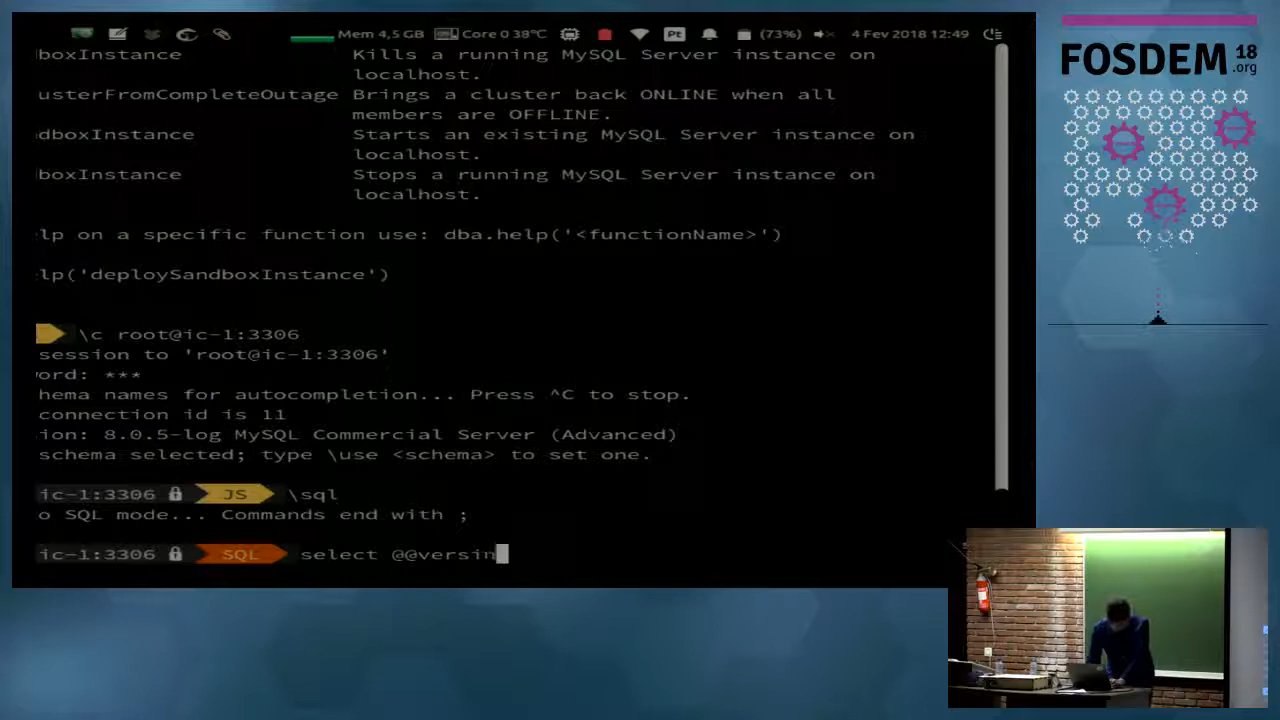 Mem 4,5 GB Core 0 38°C Pt (73%) 4 Fev 2018 12:49
FOSDEM 18 .org
boxInstance Kills a running MySQL Server instance on
localhost.
usterFromCompleteOutage Brings a cluster back ONLINE when all
members are OFFLINE.
dboxInstance Starts an existing MySQL Server instance on
localhost.
boxInstance Stops a running MySQL Server instance on
localhost.
lp on a specific function use: dba.help('<functionName>')
lp('deploySandboxInstance')
\c root@ic-1:3306
session to 'root@ic-1:3306'
ord: ***
hema names for autocompletion... Press ^C to stop.
connection id is 11
ion: 8.0.5-log MySQL Commercial Server (Advanced)
schema selected; type \use <schema> to set one.
ic-1:3306 JS \sql
o SQL mode... Commands end with ;
ic-1:3306 SQL select @@versin